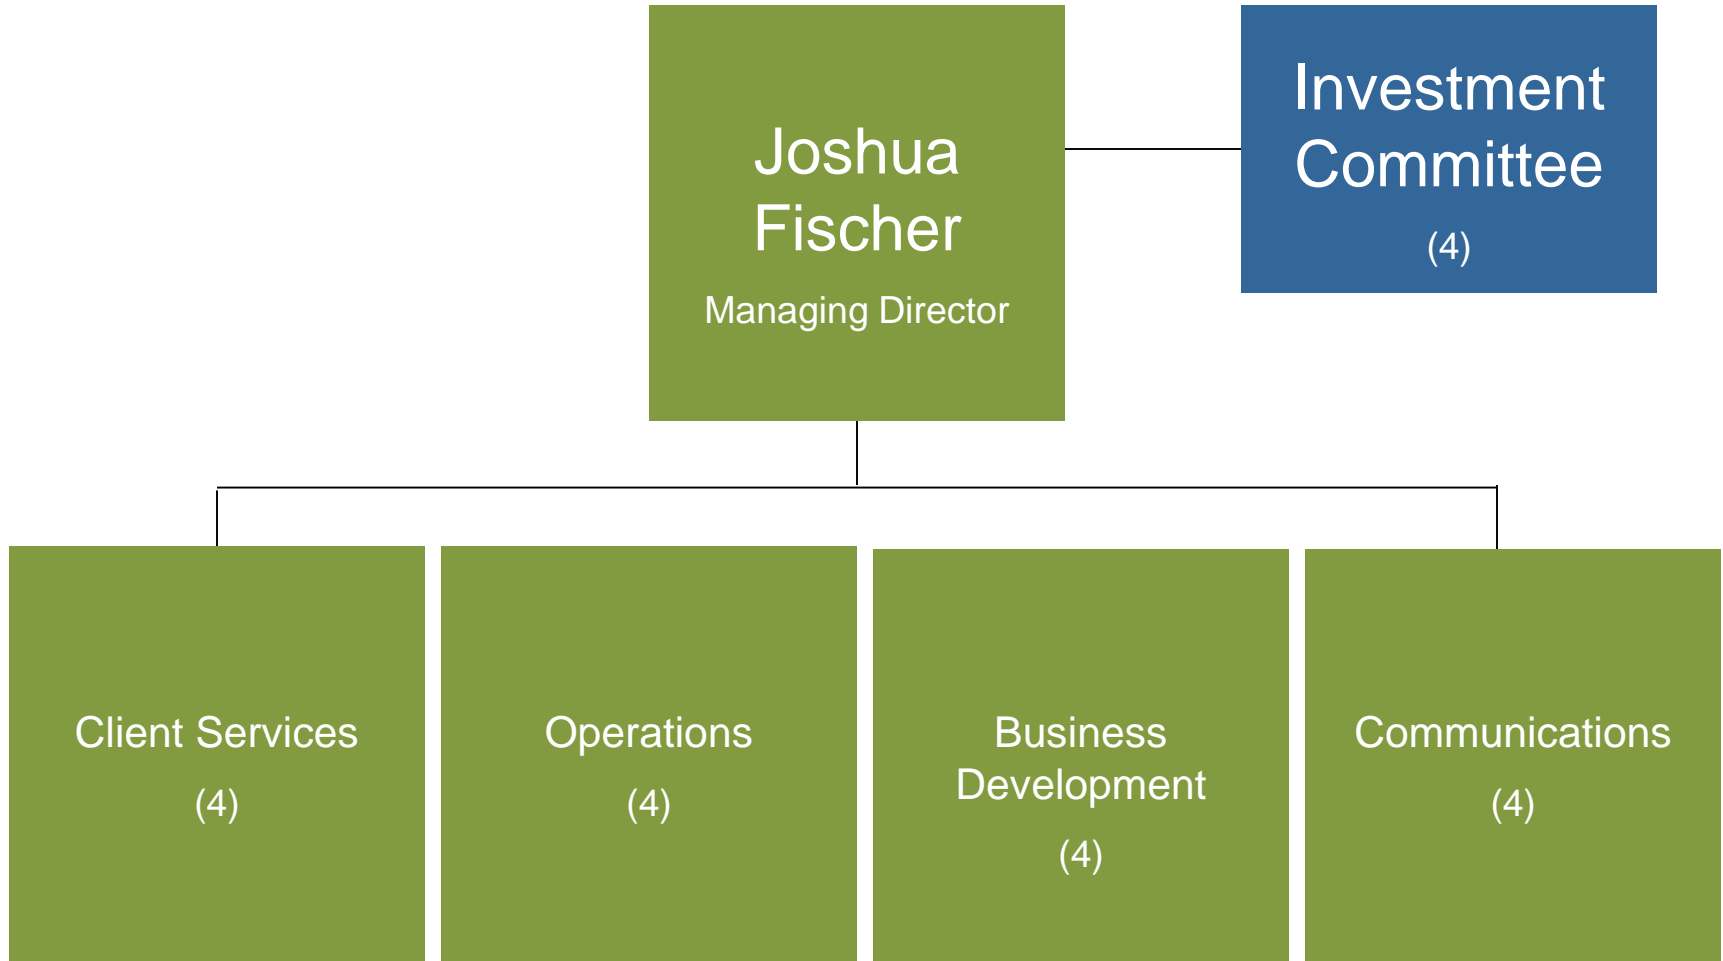 Joshua
Fischer
Managing Director
Investment
Committee
(4)
Client Services
(4)
Operations
(4)
Business
Development
(4)
Communications
(4)